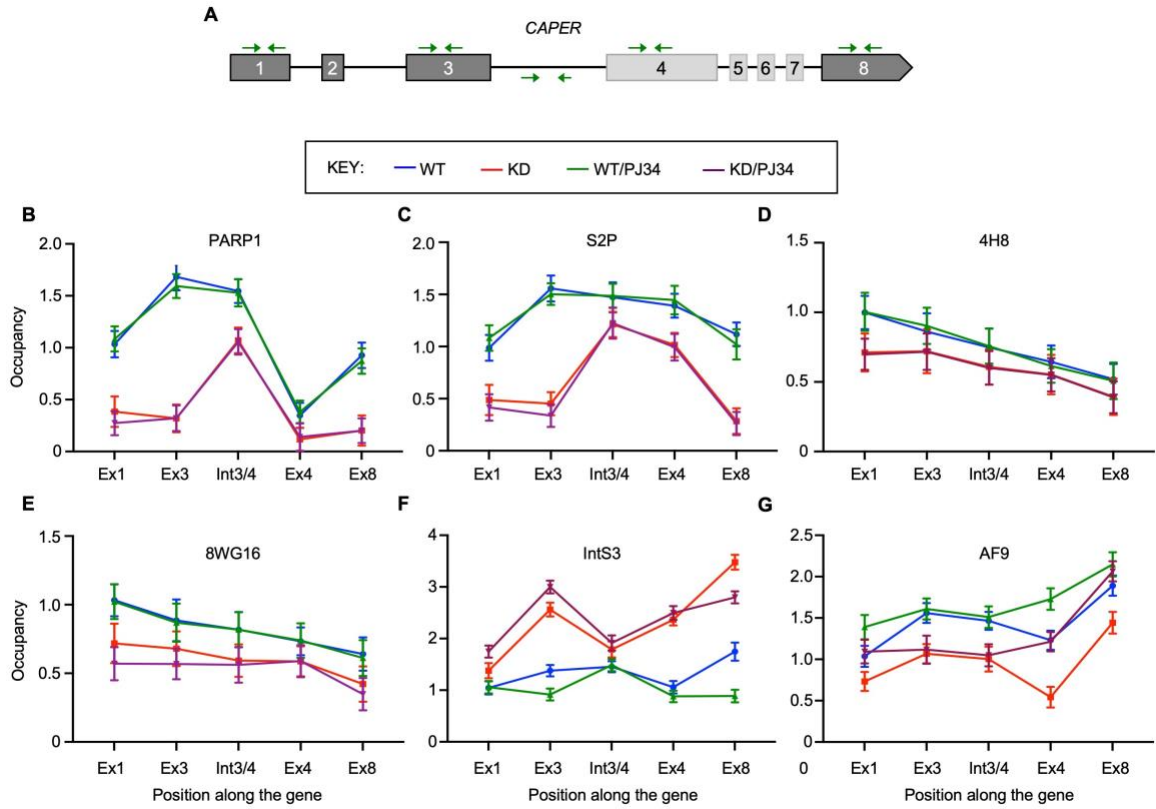 A
CAPER
1 2 3 4 5 6 7 8
KEY: WT KD WT/PJ34 KD/PJ34
B
PARP1
Occupancy
2.0
1.5
1.0
0.5
0
Ex1 Ex3 Int3/4 Ex4 Ex8
C
S2P
2.0
1.5
1.0
0.5
0
Ex1 Ex3 Int3/4 Ex4 Ex8
D
4H8
1.5
1.0
0.5
0
Ex1 Ex3 Int3/4 Ex4 Ex8
E
8WG16
Occupancy
1.5
1.0
0.5
0
Ex1 Ex3 Int3/4 Ex4 Ex8
Position along the gene
F
IntS3
4
3
2
1
0
Ex1 Ex3 Int3/4 Ex4 Ex8
Position along the gene
G
AF9
2.5
2.0
1.5
1.0
0.5
0
0 Ex1 Ex3 Int3/4 Ex4 Ex8
Position along the gene